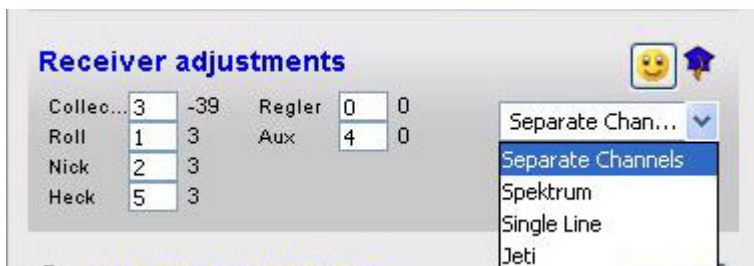 Receiver adjustments
Collec... 3 -39 Regler 0 0
Roll 1 3 Aux 4 0
Nick 2 3
Heck 5 3
Separate Chan...
Separate Channels
Spektrum
Single Line
Jeti